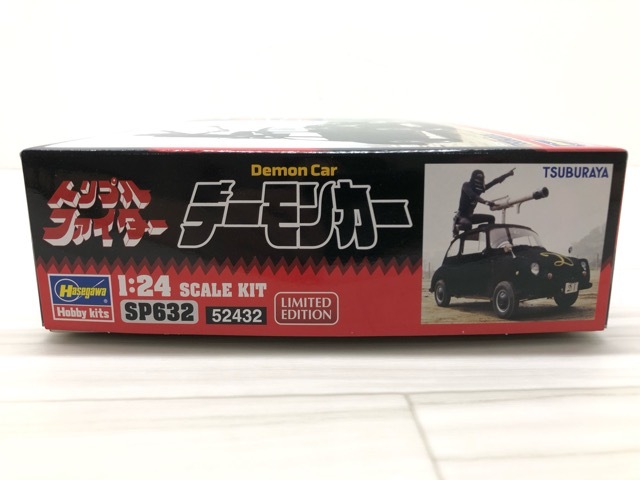 トリプル
ファイター
Demon Car
デーモンカー
TSUBURAYA
Hasegawa
Hobby kits
1:24 SCALE KIT
SP632 52432
LIMITED
EDITION